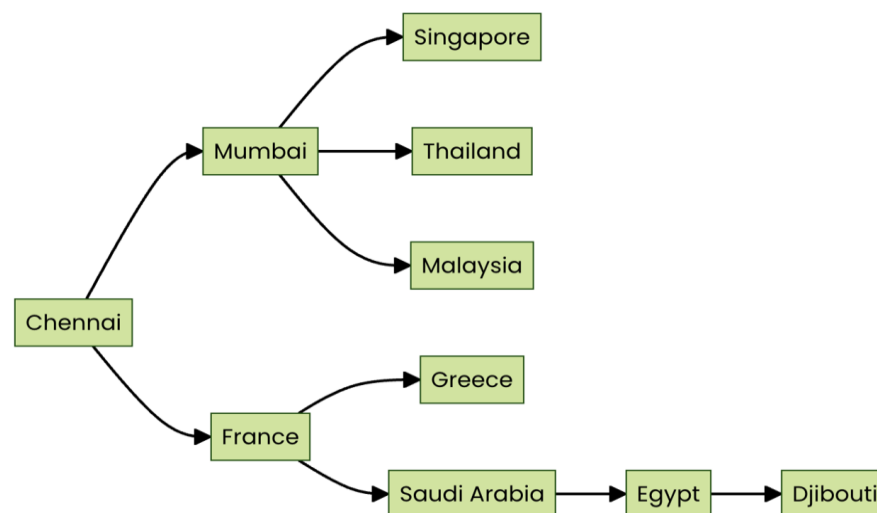 Singapore
Mumbai
Thailand
Malaysia
Chennai
Greece
France
Saudi Arabia
Egypt
Djibouti